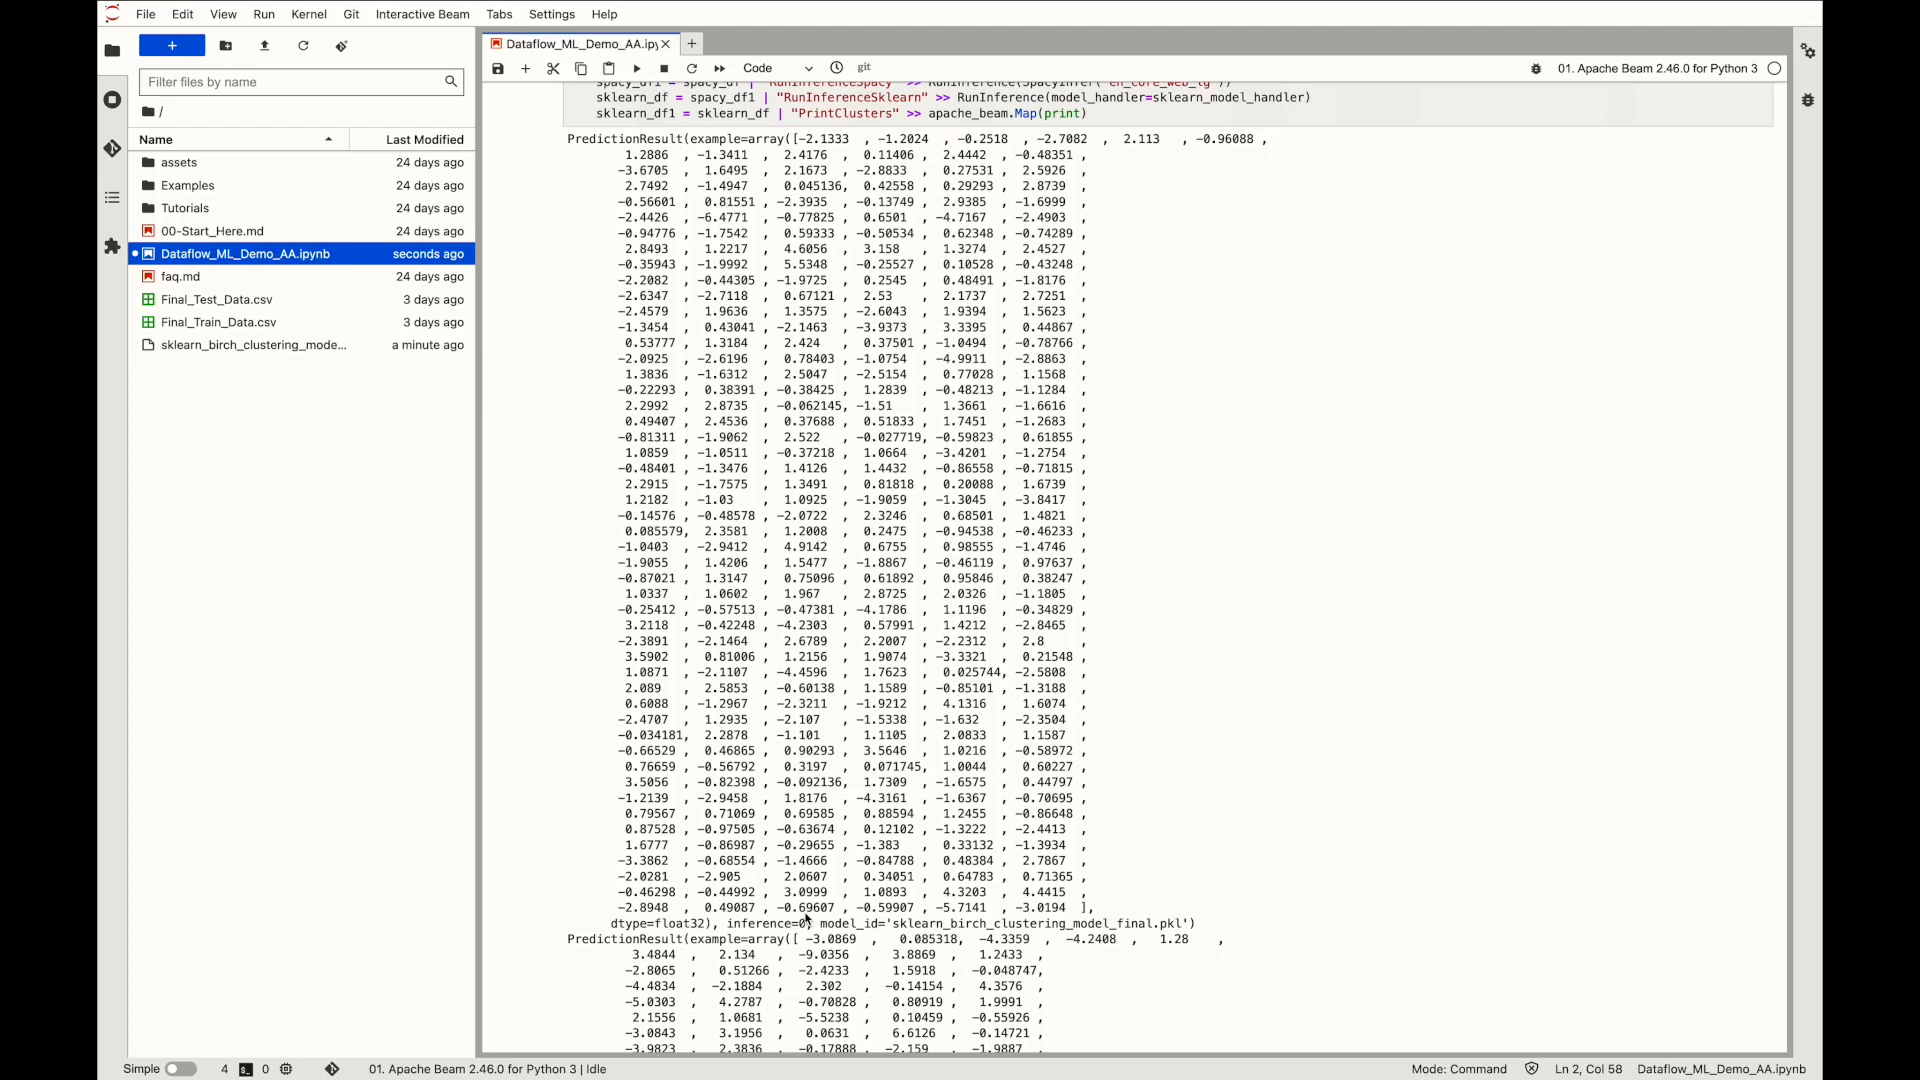 File Edit View Run Kernel Git Interactive Beam Tabs Settings Help
Filter files by name
/
Name Last Modified
assets 24 days ago
Examples 24 days ago
Tutorials 24 days ago
00-Start_Here.md 24 days ago
Dataflow_ML_Demo_AA.ipynb seconds ago
faq.md 24 days ago
Final_Test_Data.csv 3 days ago
Final_Train_Data.csv 3 days ago
sklearn_birch_clustering_mode... a minute ago
Dataflow_ML_Demo_AA.ipy
Code git 01. Apache Beam 2.46.0 for Python 3
spacy_df1 = spacy_df | "RunInferenceSpacy" >> RunInference(SpacyInfer("en_core_web_lg"))
sklearn_df = spacy_df1 | "RunInferenceSklearn" >> RunInference(model_handler=sklearn_model_handler)
sklearn_df1 = sklearn_df | "PrintClusters" >> apache_beam.Map(print)
PredictionResult(example=array([-2.1333 , -1.2024 , -0.2518 , -2.7082 , 2.113 , -0.96088 ,
1.2886 , -1.3411 , 2.4176 , 0.11406 , 2.4442 , -0.48351 ,
-3.6705 , 1.6495 , 2.1673 , -2.8833 , 0.27531 , 2.5926 ,
2.7492 , -1.4947 , 0.045136, 0.42558 , 0.29293 , 2.8739 ,
-0.56601 , 0.81551 , -2.3935 , -0.13749 , 2.9385 , -1.6999 ,
-2.4426 , -6.4771 , -0.77825 , 0.6501 , -4.7167 , -2.4903 ,
-0.94776 , -1.7542 , 0.59333 , -0.50534 , 0.62348 , -0.74289 ,
2.8493 , 1.2217 , 4.6056 , 3.158 , 1.3274 , 2.4527 ,
-0.35943 , -1.9992 , 5.5348 , -0.25527 , 0.10528 , -0.43248 ,
-2.2082 , -0.44305 , -1.9725 , 0.2545 , 0.48491 , -1.8176 ,
-2.6347 , -2.7118 , 0.67121 , 2.53 , 2.1737 , 2.7251 ,
-2.4579 , 1.9636 , 1.3575 , -2.6043 , 1.9394 , 1.5623 ,
-1.3454 , 0.43041 , -2.1463 , -3.9373 , 3.3395 , 0.44867 ,
0.53777 , 1.3184 , 2.424 , 0.37501 , -1.0494 , -0.78766 ,
-2.0925 , -2.6196 , 0.78403 , -1.0754 , -4.9911 , -2.8863 ,
1.3836 , -1.6312 , 2.5047 , -2.5154 , 0.77028 , 1.1568 ,
-0.22293 , 0.38391 , -0.38425 , 1.2839 , -0.48213 , -1.1284 ,
2.2992 , 2.8735 , -0.062145, -1.51 , 1.3661 , -1.6616 ,
0.49407 , 2.4536 , 0.37688 , 0.51833 , 1.7451 , -1.2683 ,
-0.81311 , -1.9062 , 2.522 , -0.027719, -0.59823 , 0.61855 ,
1.0859 , -1.0511 , -0.37218 , 1.0664 , -3.4201 , -1.2754 ,
-0.48401 , -1.3476 , 1.4126 , 1.4432 , -0.86558 , -0.71815 ,
2.2915 , -1.7575 , 1.3491 , 0.81818 , 0.20088 , 1.6739 ,
1.2182 , -1.03 , 1.0925 , -1.9059 , -1.3045 , -3.8417 ,
-0.14576 , -0.48578 , -2.0722 , 2.3246 , 0.68501 , 1.4821 ,
0.085579, 2.3581 , 1.2008 , 0.2475 , -0.94538 , -0.46233 ,
-1.0403 , -2.9412 , 4.9142 , 0.6755 , 0.98555 , -1.4746 ,
-1.9055 , 1.4206 , 1.5477 , -1.8867 , -0.46119 , 0.97637 ,
-0.87021 , 1.3147 , 0.75096 , 0.61892 , 0.95846 , 0.38247 ,
1.0337 , 1.0602 , 1.967 , 2.8725 , 2.0326 , -1.1805 ,
-0.25412 , -0.57513 , -0.47381 , -4.1786 , 1.1196 , -0.34829 ,
3.2118 , -0.42248 , -4.2303 , 0.57991 , 1.4212 , -2.8465 ,
-2.3891 , -2.1464 , 2.6789 , 2.2007 , -2.2312 , 2.8 ,
3.5902 , 0.81006 , 1.2156 , 1.9074 , -3.3321 , 0.21548 ,
1.0871 , -2.1107 , -4.4596 , 1.7623 , 0.025744, -2.5808 ,
2.089 , 2.5853 , -0.60138 , 1.1589 , -0.85101 , -1.3188 ,
0.6088 , -1.2967 , -2.3211 , -1.9212 , 4.1316 , 1.6074 ,
-2.4707 , 1.2935 , -2.107 , -1.5338 , -1.632 , -2.3504 ,
-0.034181, 2.2878 , -1.101 , 1.1105 , 2.0833 , 1.1587 ,
-0.66529 , 0.46865 , 0.90293 , 3.5646 , 1.0216 , -0.58972 ,
0.76659 , -0.56792 , 0.3197 , 0.071745, 1.0044 , 0.60227 ,
3.5056 , -0.82398 , -0.092136, 1.7309 , -1.6575 , 0.44797 ,
-1.2139 , -2.9458 , 1.8176 , -4.3161 , -1.6367 , -0.70695 ,
0.79567 , 0.71069 , 0.69585 , 0.88594 , 1.2455 , -0.86648 ,
0.87528 , -0.97505 , -0.63674 , 0.12102 , -1.3222 , -2.4413 ,
1.6777 , -0.86987 , -0.29655 , -1.383 , 0.33132 , -1.3934 ,
-3.3862 , -0.68554 , -1.4666 , -0.84788 , 0.48384 , 2.7867 ,
-2.0281 , -2.905 , 2.0607 , 0.34051 , 0.64783 , 0.71365 ,
-0.46298 , -0.44992 , 3.0999 , 1.0893 , 4.3203 , 4.4415 ,
-2.8948 , 0.49087 , -0.69607 , -0.59907 , -5.7141 , -3.0194 ],
dtype=float32), inference=0, model_id='sklearn_birch_clustering_model_final.pkl')
PredictionResult(example=array([ -3.0869 , 0.085318, -4.3359 , -4.2408 , 1.28 ,
3.4844 , 2.134 , -9.0356 , 3.8869 , 1.2433 ,
-2.8065 , 0.51266 , -2.4233 , 1.5918 , -0.048747,
-4.4834 , -2.1884 , 2.302 , -0.14154 , 4.3576 ,
-5.0303 , 4.2787 , -0.70828 , 0.80919 , 1.9991 ,
2.1556 , 1.0681 , -5.5238 , 0.10459 , -0.55926 ,
-3.0843 , 3.1956 , 0.0631 , 6.6126 , -0.14721 ,
-3.9823 , 2.3836 , -0.17888 , -2.159 , -1.9887 ,
Simple 4 0 01. Apache Beam 2.46.0 for Python 3 | Idle Mode: Command Ln 2, Col 58 Dataflow_ML_Demo_AA.ipynb